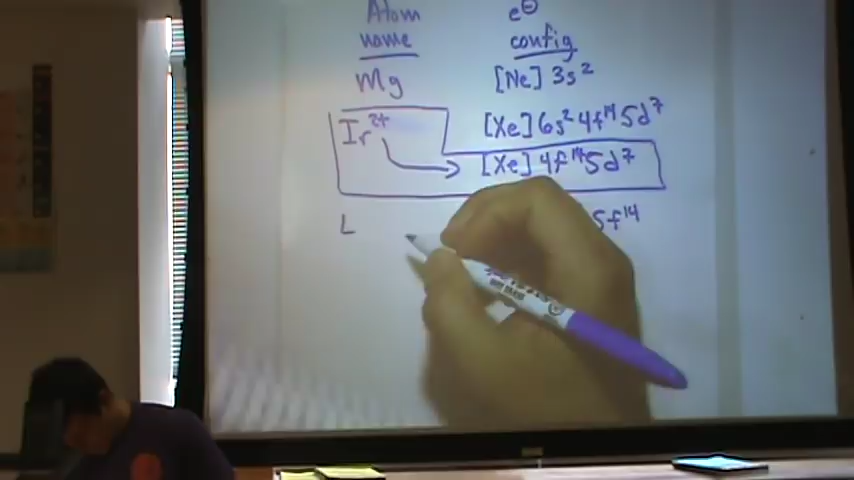 Atom e⊖
name config
Mg [Ne] 3s²
Ir²⁺ [Xe] 6s² 4f¹⁴ 5d⁷
[Xe] 4f¹⁴ 5d⁷
L 5f¹⁴